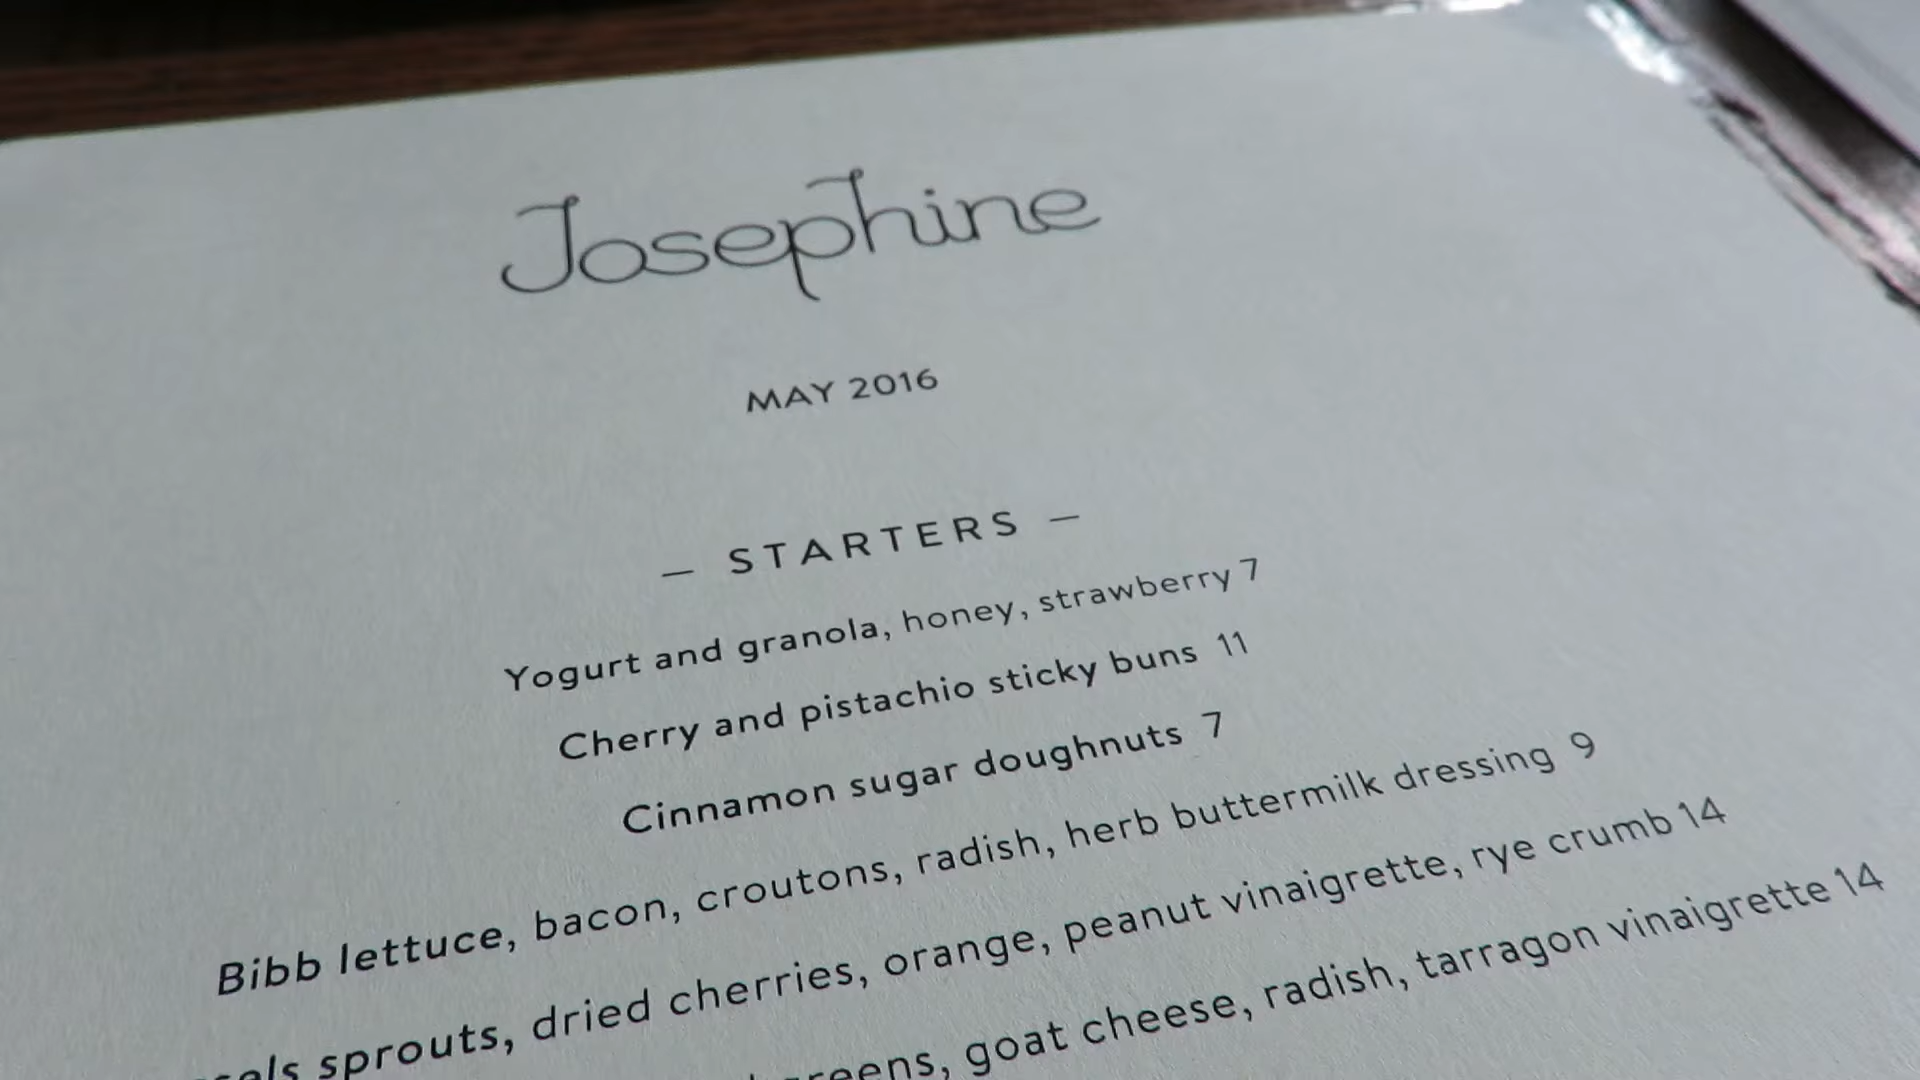 Josephine
MAY 2016
— STARTERS —
Yogurt and granola, honey, strawberry 7
Cherry and pistachio sticky buns 11
Cinnamon sugar doughnuts 7
Bibb lettuce, bacon, croutons, radish, herb buttermilk dressing 9
sprouts, dried cherries, orange, peanut vinaigrette, rye crumb 14
goat cheese, radish, tarragon vinaigrette 14